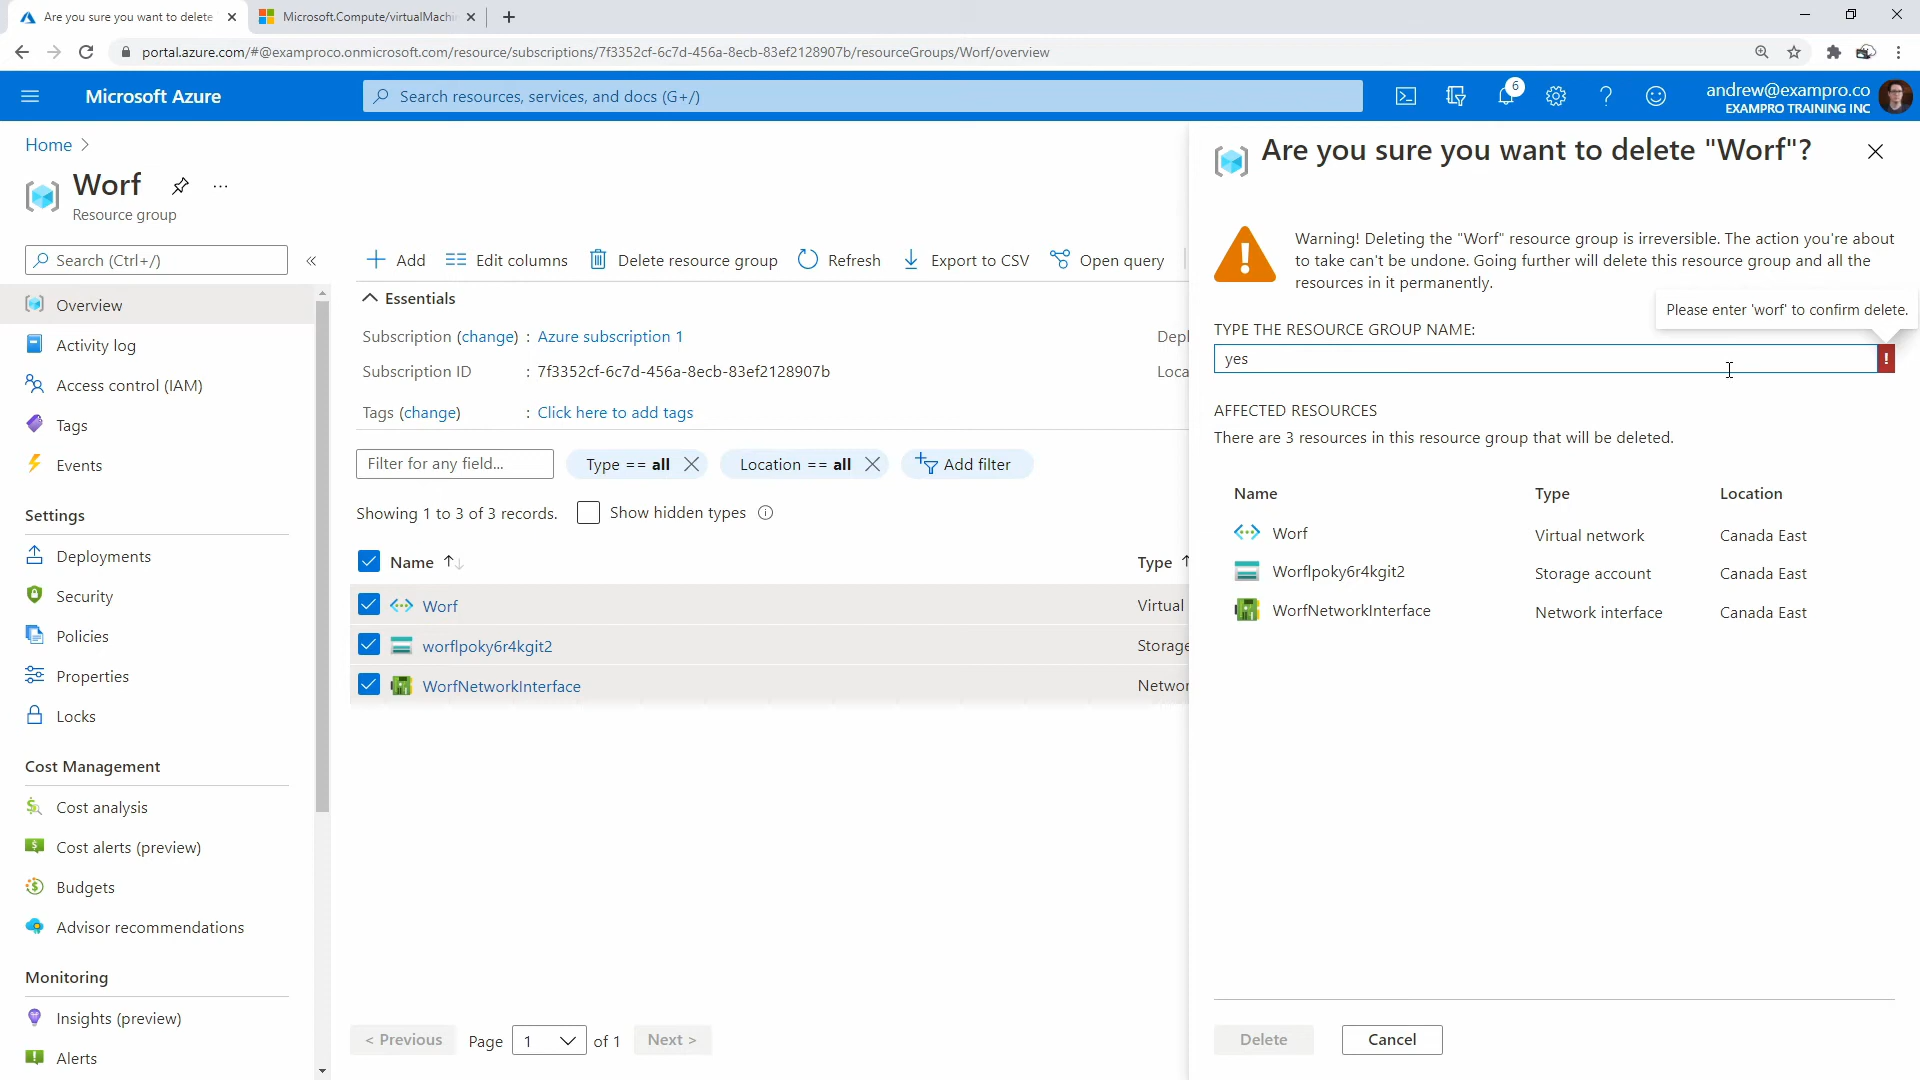 Are you sure you want to delete
Microsoft.Compute/virtualMachi
portal.azure.com/#@examproco.onmicrosoft.com/resource/subscriptions/7f3352cf-6c7d-456a-8ecb-83ef2128907b/resourceGroups/Worf/overview
Microsoft Azure
Search resources, services, and docs (G+/)
6
andrew@exampro.co
EXAMPRO TRAINING INC
Home
Worf
Resource group
Search (Ctrl+/)
Overview
Activity log
Access control (IAM)
Tags
Events
Settings
Deployments
Security
Policies
Properties
Locks
Cost Management
Cost analysis
Cost alerts (preview)
Budgets
Advisor recommendations
Monitoring
Insights (preview)
Alerts
Add
Edit columns
Delete resource group
Refresh
Export to CSV
Open query
Essentials
Subscription (change) : Azure subscription 1
Depl
Subscription ID : 7f3352cf-6c7d-456a-8ecb-83ef2128907b
Loca
Tags (change) : Click here to add tags
Filter for any field...
Type == all
Location == all
Add filter
Showing 1 to 3 of 3 records.
Show hidden types
Name
Type
Worf
Virtual
worflpoky6r4kgit2
Storage
WorfNetworkInterface
Networ
< Previous
Page
1
of 1
Next >
Are you sure you want to delete "Worf"?
Warning! Deleting the "Worf" resource group is irreversible. The action you're about
to take can't be undone. Going further will delete this resource group and all the
resources in it permanently.
Please enter 'worf' to confirm delete.
TYPE THE RESOURCE GROUP NAME:
yes
AFFECTED RESOURCES
There are 3 resources in this resource group that will be deleted.
Name Type Location
Worf Virtual network Canada East
Worflpoky6r4kgit2 Storage account Canada East
WorfNetworkInterface Network interface Canada East
Delete
Cancel